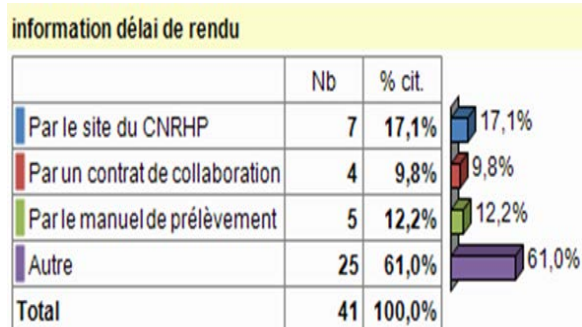 information délai de rendu
Nb % cit.
Par le site du CNRHP 7 17,1% 17,1%
Par un contrat de collaboration 4 9,8% 9,8%
Par le manuel de prélèvement 5 12,2% 12,2%
Autre 25 61,0% 61,0%
Total 41 100,0%